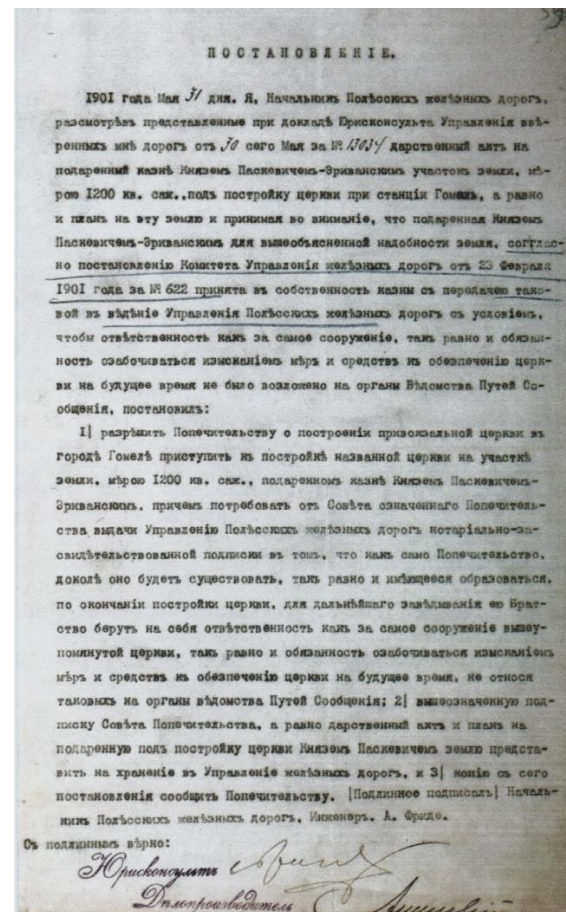 ПОСТАНОВЛЕНІЕ.
1901 года Мая 31 дня. Я, Начальникъ Полѣсскихъ желѣзныхъ дорогъ,
разсмотрѣвъ представленные при докладѣ Юрисконсульта Управленія ввѣ-
ренныхъ мнѣ дорогъ отъ 30 сего Мая за № 13034 дарственный актъ на
подаренный казнѣ Княземъ Паскевичемъ-Эриванскимъ участокъ земли, мѣ-
рою 1200 кв. саж., подъ постройку церкви при станціи Гомель, а равно
и планъ на эту землю и принимая во вниманіе, что подаренная Княземъ
Паскевичемъ-Эриванскимъ для вышеобъясненной надобности земля, соглас-
но постановленію Комитета Управленія желѣзныхъ дорогъ отъ 23 Февраля
1901 года за № 622 принята въ собственность казны съ передачею тако-
вой въ вѣдѣніе Управленія Полѣсскихъ желѣзныхъ дорогъ съ условіемъ,
чтобы отвѣтственность какъ за самое сооруженіе, такъ равно и обязан-
ность озабочиваться изысканіемъ мѣръ и средствъ къ обезпеченію церк-
ви на будущее время не было возложено на органы Вѣдомства Путей Со-
общенія, постановилъ:
1| разрѣшить Попечительству о построеніи привокзальной церкви въ
городѣ Гомелѣ приступить къ постройкѣ названной церкви на участкѣ
земли, мѣрою 1200 кв. саж., подаренномъ казнѣ Княземъ Паскевичемъ-
Эриванскимъ, причемъ потребовать отъ Совѣта означеннаго Попечитель-
ства выдачи Управленію Полѣсскихъ желѣзныхъ дорогъ нотаріально-за-
свидѣтельствованной подписки въ томъ, что какъ само Попечительство,
доколѣ оно будетъ существовать, такъ равно и имѣющееся образоваться,
по окончаніи постройки церкви, для дальнѣйшаго завѣдыванія ею Брат-
ство берутъ на себя отвѣтственность какъ за самое сооруженіе вышеу-
помянутой церкви, такъ равно и обязанность озабочиваться изысканіемъ
мѣръ и средствъ къ обезпеченію церкви на будущее время, не относя
таковыхъ на органы вѣдомства Путей Сообщенія; 2| вышеозначенную под-
писку Совѣта Попечительства, а равно дарственный актъ и планъ на
подаренную подъ постройку церкви Княземъ Паскевичемъ землю предста-
вить на храненіе въ Управленіе желѣзныхъ дорогъ, и 3| копію съ сего
постановленія сообщить Попечительству. |Подлинное подписалъ| Началь-
никъ Полѣсскихъ желѣзныхъ дорогъ, Инженеръ, А. Фриде.
Съ подлиннымъ вѣрно:
Юрисконсультъ
Дѣлопроизводитель